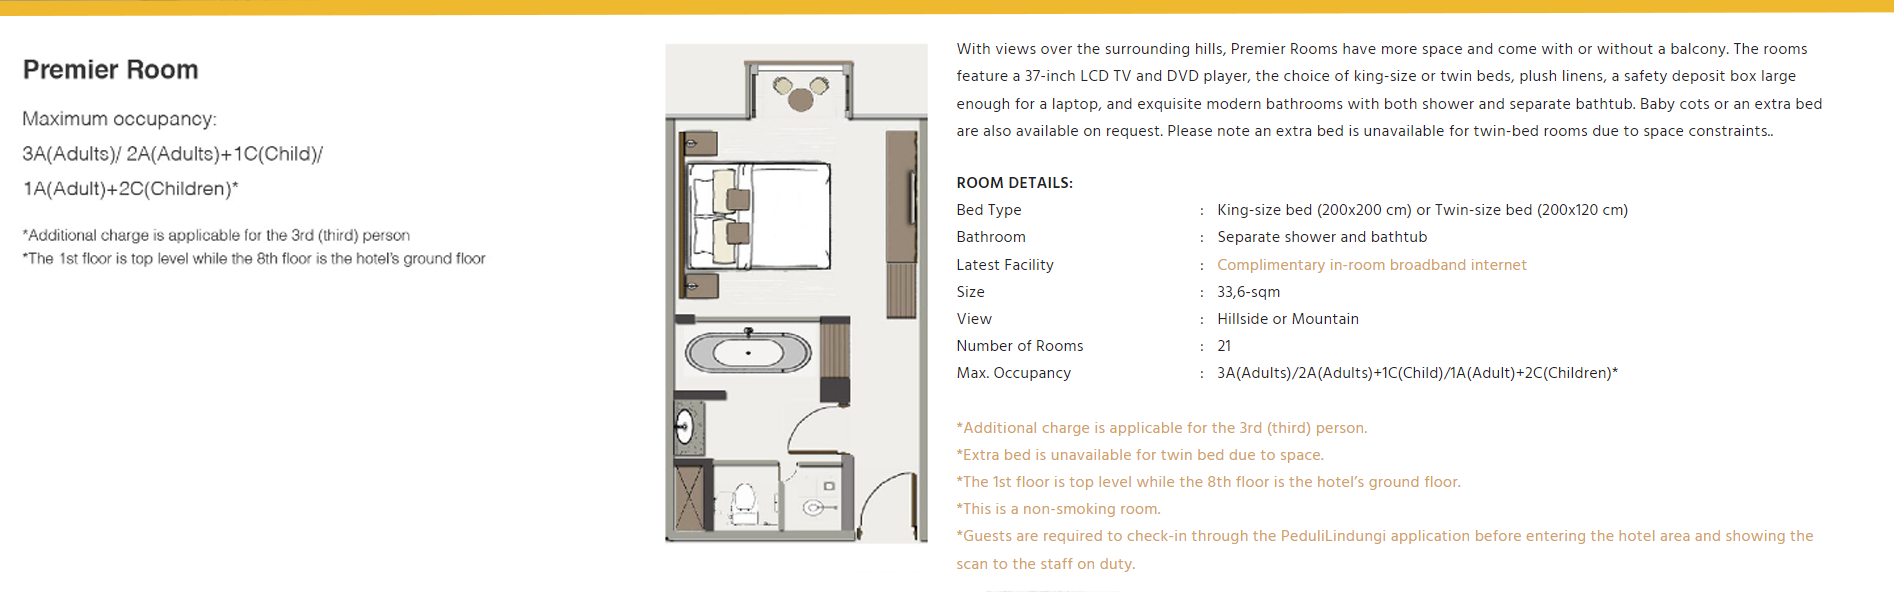 Premier Room
Maximum occupancy:
3A(Adults)/ 2A(Adults)+1C(Child)/
1A(Adult)+2C(Children)*
*Additional charge is applicable for the 3rd (third) person
*The 1st floor is top level while the 8th floor is the hotel's ground floor
With views over the surrounding hills, Premier Rooms have more space and come with or without a balcony. The rooms
feature a 37-inch LCD TV and DVD player, the choice of king-size or twin beds, plush linens, a safety deposit box large
enough for a laptop, and exquisite modern bathrooms with both shower and separate bathtub. Baby cots or an extra bed
are also available on request. Please note an extra bed is unavailable for twin-bed rooms due to space constraints..
ROOM DETAILS:
Bed Type : King-size bed (200x200 cm) or Twin-size bed (200x120 cm)
Bathroom : Separate shower and bathtub
Latest Facility : Complimentary in-room broadband internet
Size : 33,6-sqm
View : Hillside or Mountain
Number of Rooms : 21
Max. Occupancy : 3A(Adults)/2A(Adults)+1C(Child)/1A(Adult)+2C(Children)*
*Additional charge is applicable for the 3rd (third) person.
*Extra bed is unavailable for twin bed due to space.
*The 1st floor is top level while the 8th floor is the hotel's ground floor.
*This is a non-smoking room.
*Guests are required to check-in through the PeduliLindungi application before entering the hotel area and showing the
scan to the staff on duty.